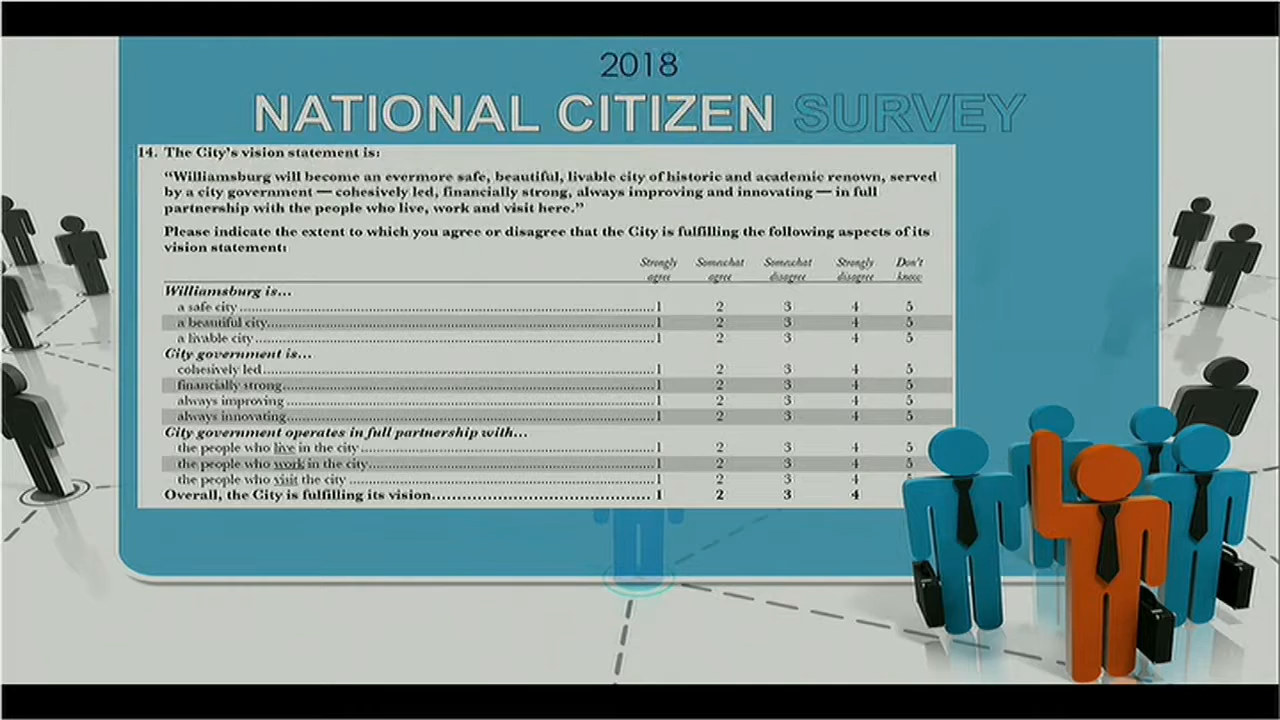 2018
NATIONAL CITIZEN SURVEY
14. The City's vision statement is:
“Williamsburg will become an evermore safe, beautiful, livable city of historic and academic renown, served
by a city government — cohesively led, financially strong, always improving and innovating — in full
partnership with the people who live, work and visit here.”
Please indicate the extent to which you agree or disagree that the City is fulfilling the following aspects of its
vision statement:
Strongly Somewhat Somewhat Strongly Don't
agree agree disagree disagree know
Williamsburg is...
a safe city ........ 1 2 3 4 5
a beautiful city ........ 1 2 3 4 5
a livable city ........ 1 2 3 4 5
City government is...
cohesively led ........ 1 2 3 4 5
financially strong ........ 1 2 3 4 5
always improving ........ 1 2 3 4 5
always innovating ........ 1 2 3 4 5
City government operates in full partnership with...
the people who live in the city ........ 1 2 3 4 5
the people who work in the city ........ 1 2 3 4 5
the people who visit the city ........ 1 2 3 4
Overall, the City is fulfilling its vision ........ 1 2 3 4